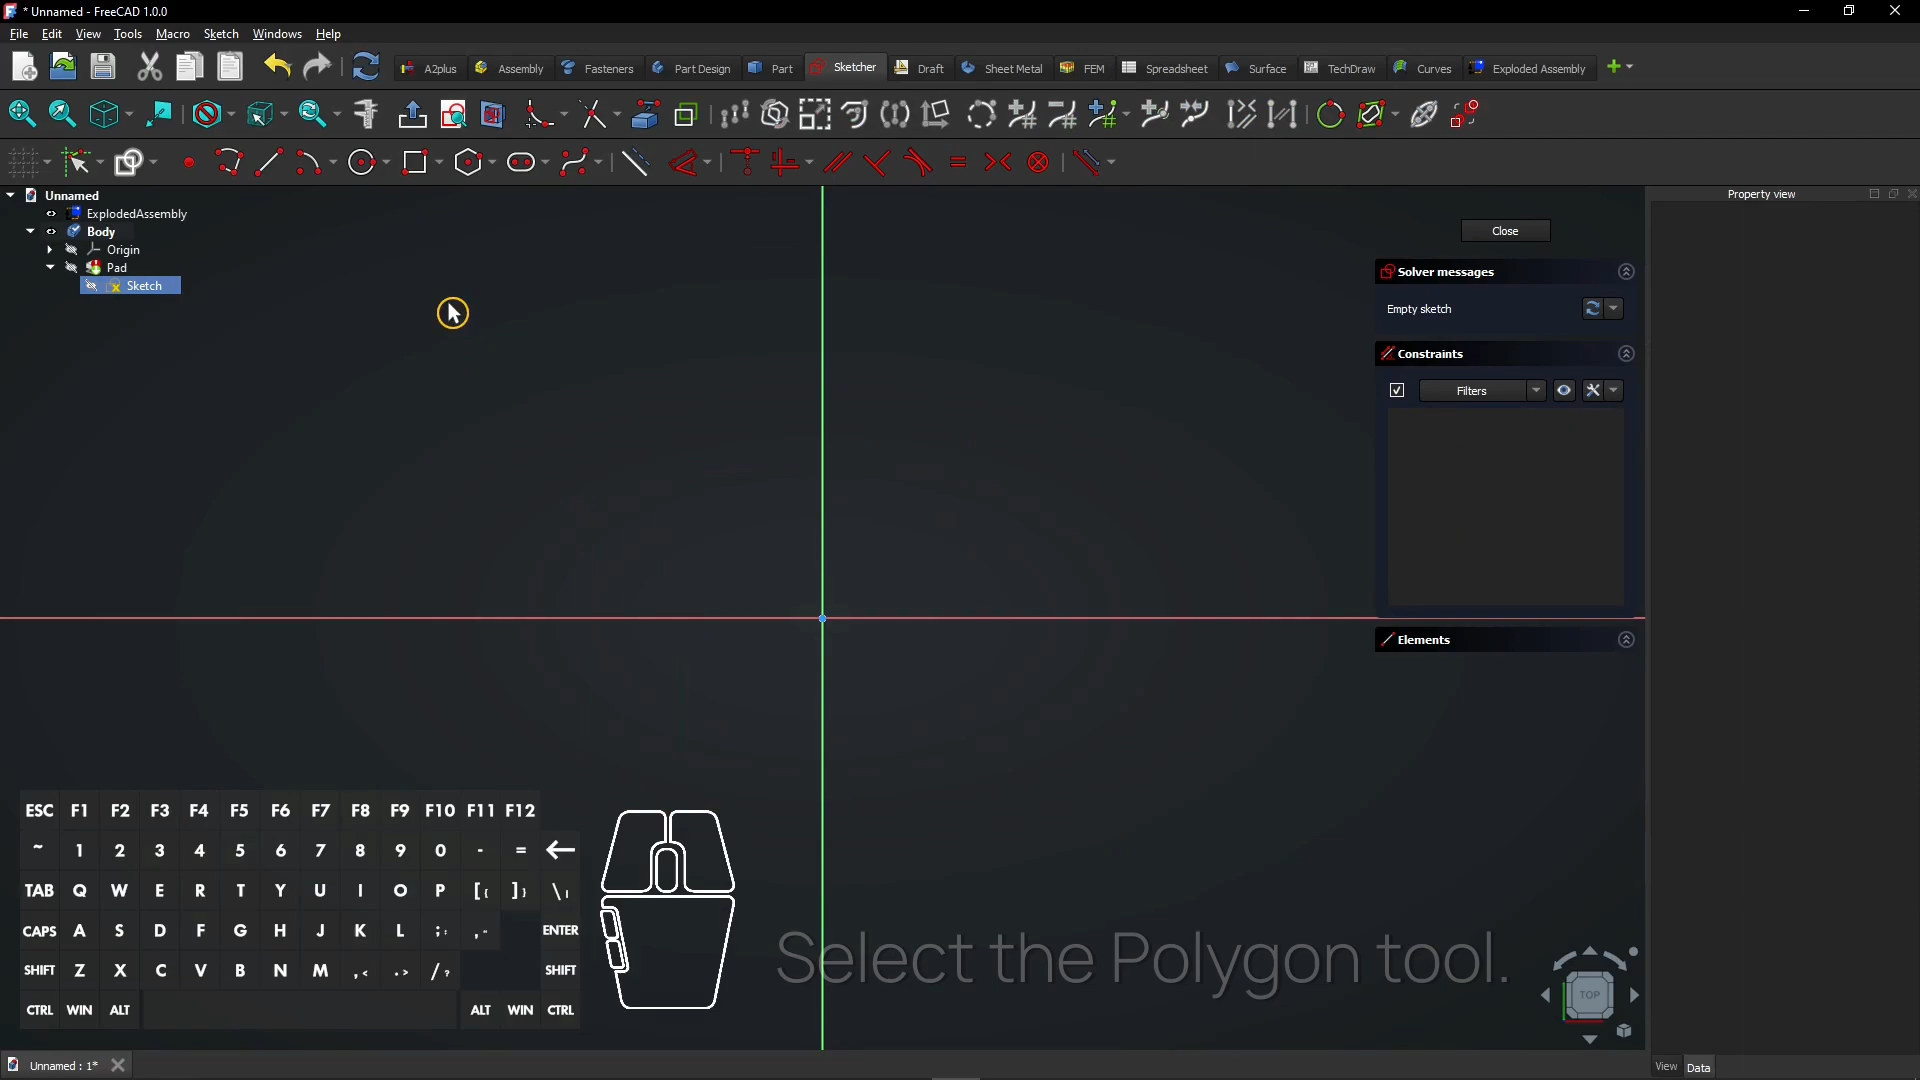 * Unnamed - FreeCAD 1.0.0
File Edit View Tools Macro Sketch Windows Help
A2plus Assembly Fasteners Part Design Part Sketcher Draft Sheet Metal FEM Spreadsheet Surface TechDraw Curves Exploded Assembly
Unnamed
ExplodedAssembly
Body
Origin
Pad
Sketch
Property view
Close
Solver messages
Empty sketch
Constraints
Filters
Elements
ESC F1 F2 F3 F4 F5 F6 F7 F8 F9 F10 F11 F12
~ 1 2 3 4 5 6 7 8 9 0 - =
TAB Q W E R T Y U I O P [{ ]} \|
CAPS A S D F G H J K L ;: ," ENTER
SHIFT Z X C V B N M ,< .> /? SHIFT
CTRL WIN ALT ALT WIN CTRL
Select the Polygon tool.
TOP
Unnamed : 1*
View Data